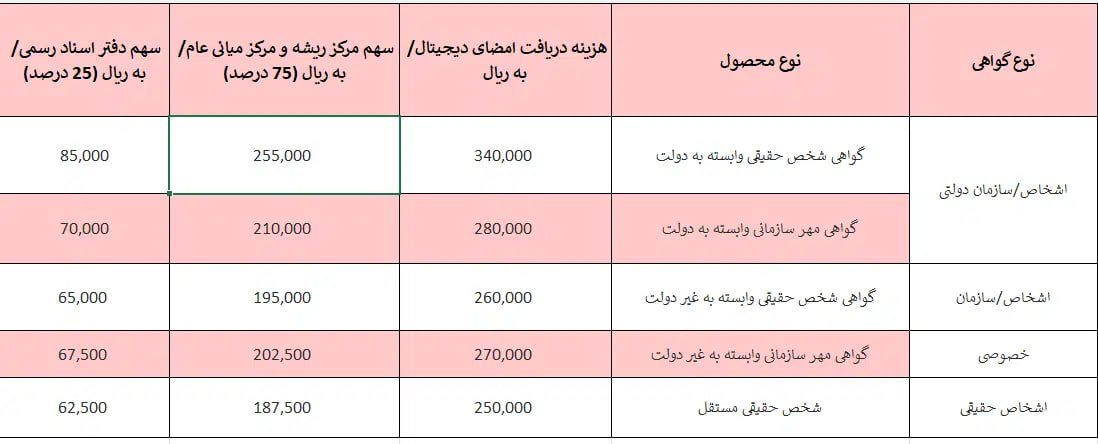 نوع گواهی
نوع محصول
هزینه دریافت امضای دیجیتال/
به ریال
سهم مرکز ریشه و مرکز میانی عام/
به ریال (75 درصد)
سهم دفتر اسناد رسمی/
به ریال (25 درصد)
اشخاص/سازمان دولتی
گواهی شخص حقیقی وابسته به دولت
340,000
255,000
85,000
گواهی مهر سازمانی وابسته به دولت
280,000
210,000
70,000
اشخاص/سازمان
گواهی شخص حقیقی وابسته به غیر دولت
260,000
195,000
65,000
خصوصی
گواهی مهر سازمانی وابسته به غیر دولت
270,000
202,500
67,500
اشخاص حقیقی
شخص حقیقی مستقل
250,000
187,500
62,500